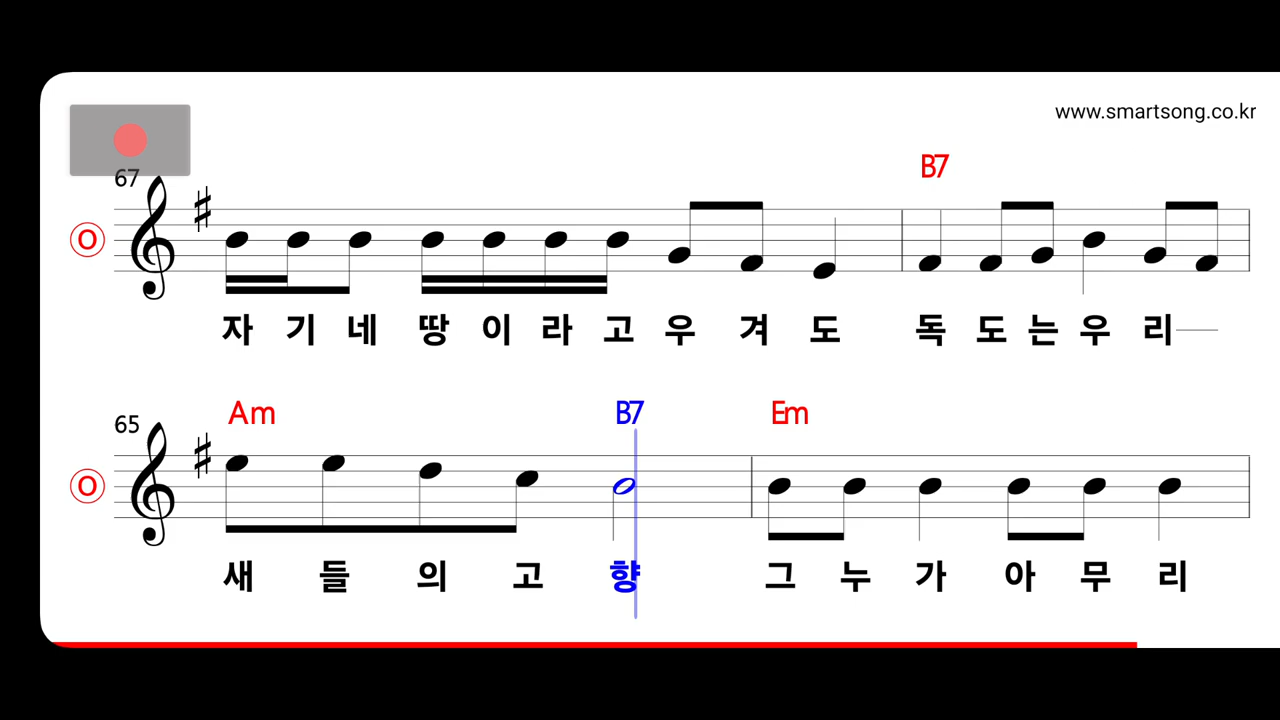 www.smartsong.co.kr
67
B7
O
자 기 네 땅 이 라 고 우 겨 도 독 도 는 우 리
65
Am B7 Em
O
새 들 의 고 향 그 누 가 아 무 리